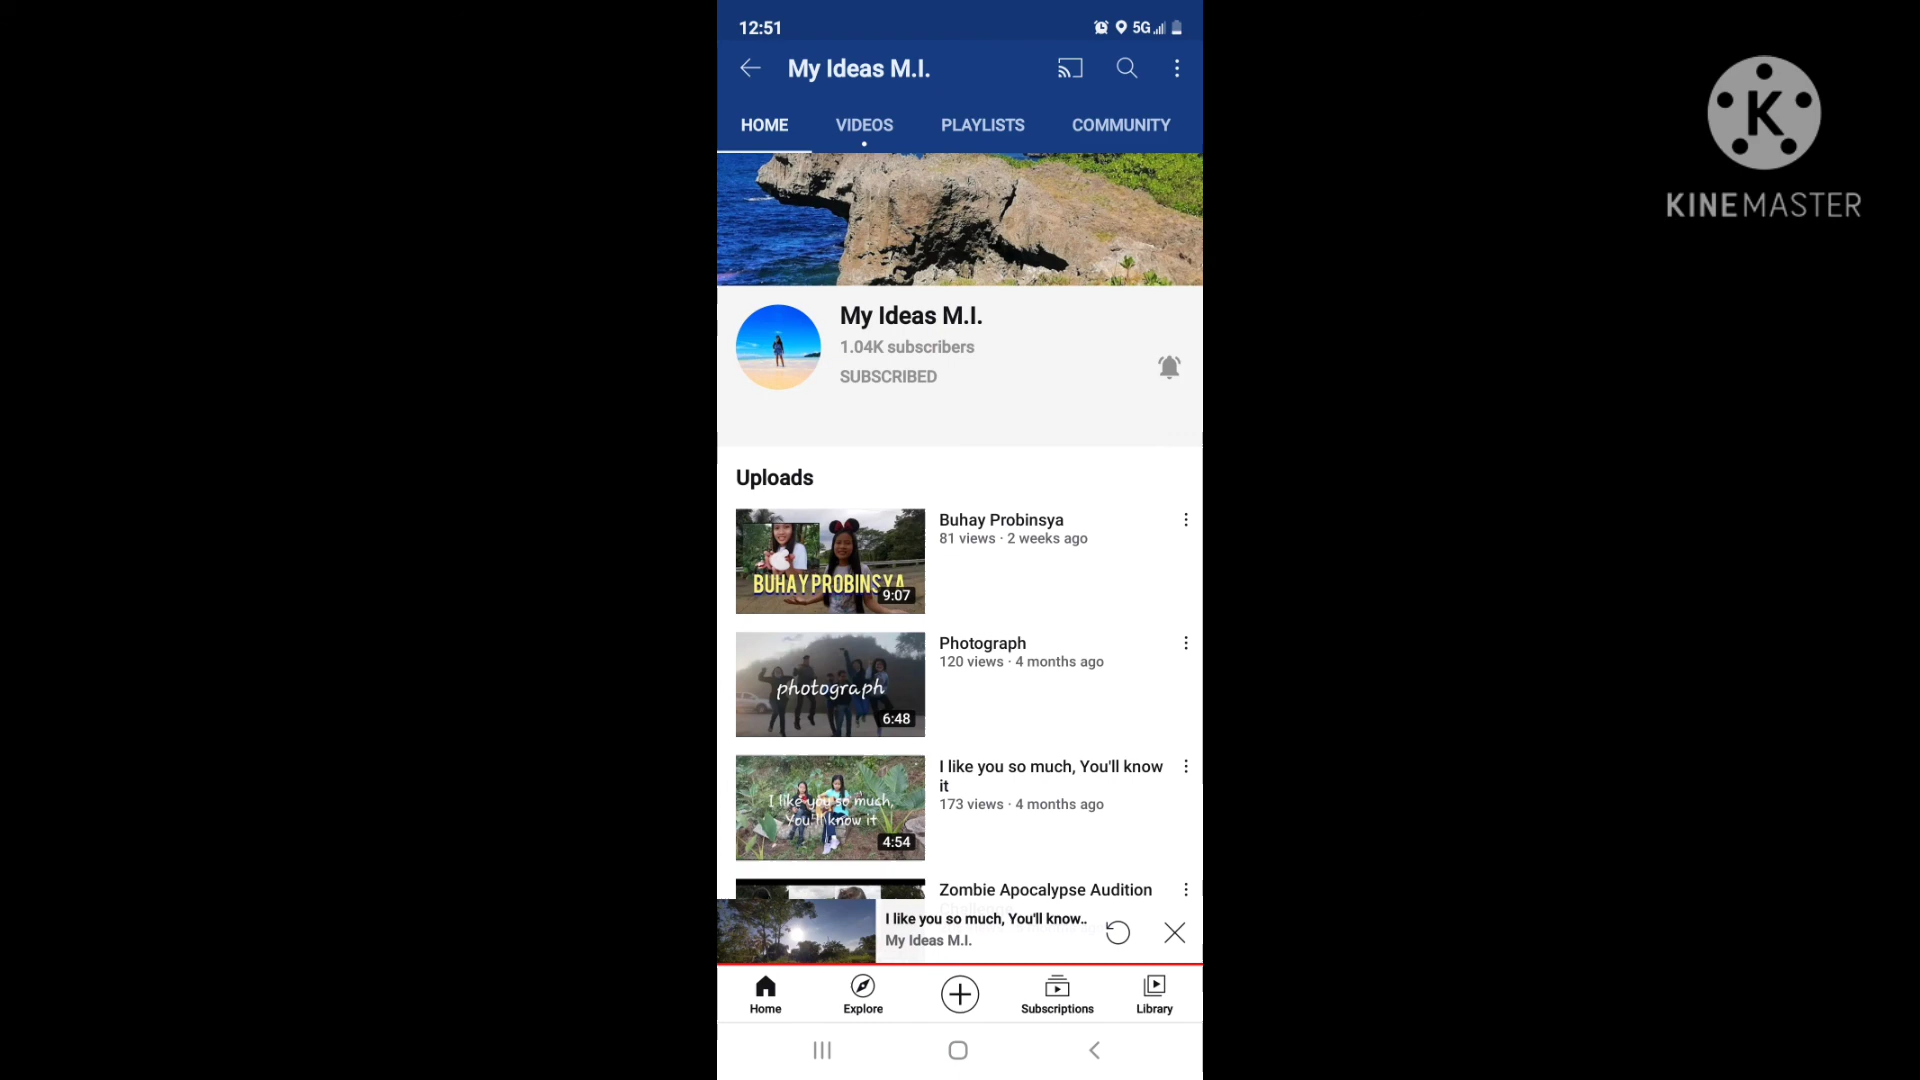 12:51
5G
My Ideas M.I.
HOME VIDEOS PLAYLISTS COMMUNITY
My Ideas M.I.
1.04K subscribers
SUBSCRIBED
Uploads
BUHAY PROBINSYA
9:07
Buhay Probinsya
81 views · 2 weeks ago
photograph
6:48
Photograph
120 views · 4 months ago
I like you so much,
You'll know it
4:54
I like you so much, You'll know
it
173 views · 4 months ago
Zombie Apocalypse Audition
Challenge
I like you so much, You'll know..
My Ideas M.I.
Home Explore Subscriptions Library
K
KINEMASTER